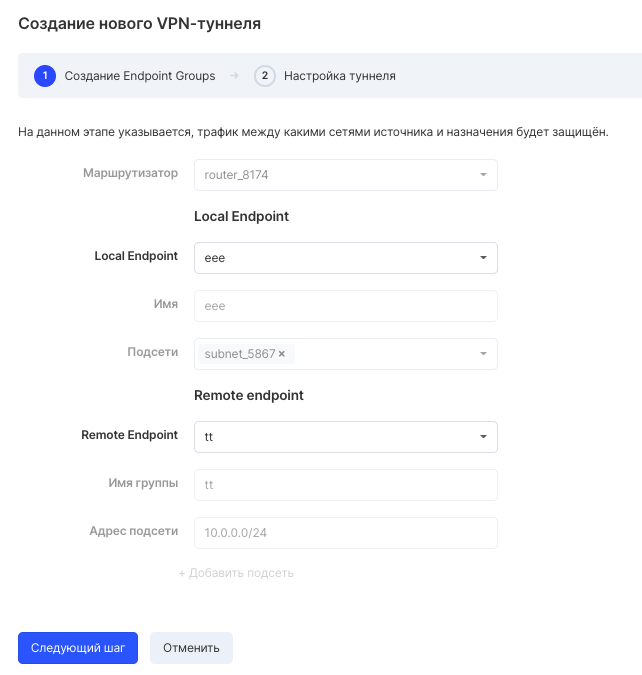 Создание нового VPN-туннеля
1 Создание Endpoint Groups → 2 Настройка туннеля
На данном этапе указывается, трафик между какими сетями источника и назначения будет защищён.
Маршрутизатор router_8174
Local Endpoint
Local Endpoint eee
Имя eee
Подсети subnet_5867 ×
Remote endpoint
Remote Endpoint tt
Имя группы tt
Адрес подсети 10.0.0.0/24
+ Добавить подсеть
Следующий шаг Отменить